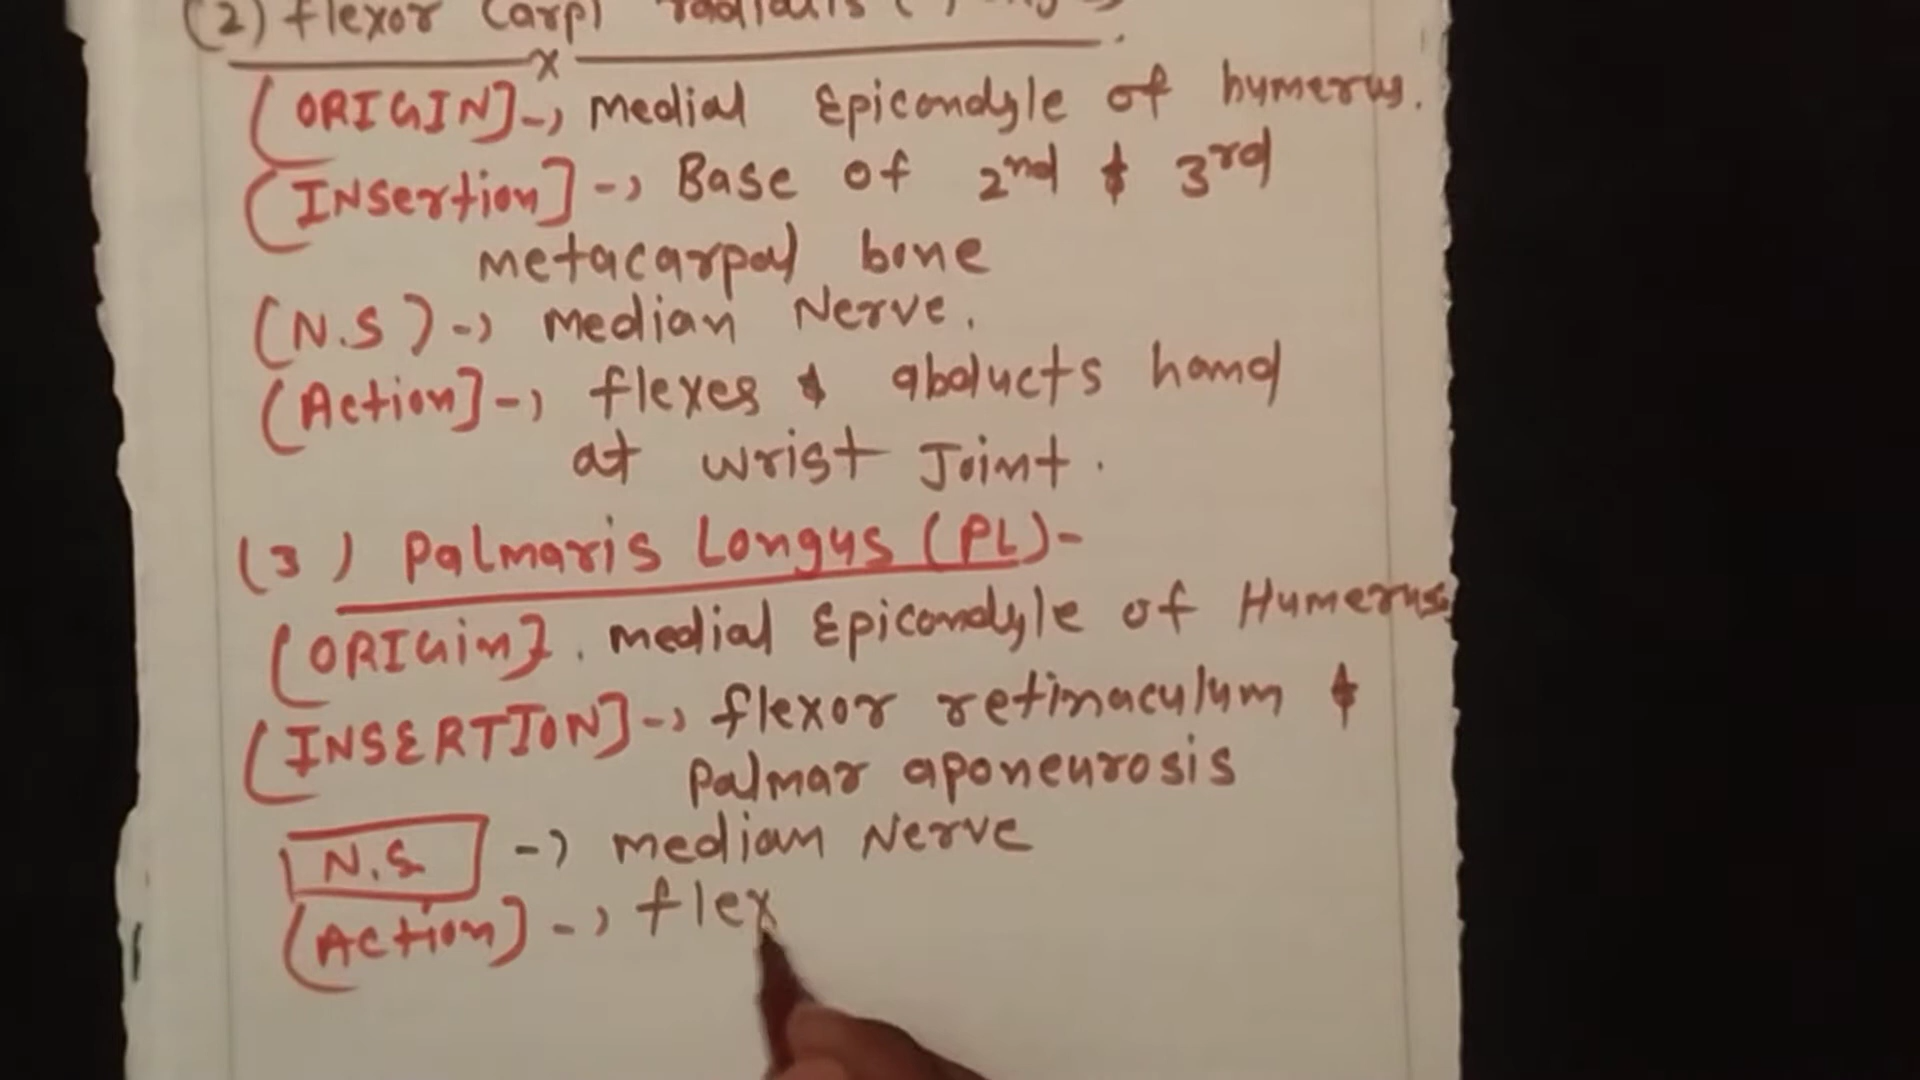 (2) flexor carpi radialis
x
[ORIGIN] -> medial Epicondyle of humerus.
[INsertion] -> Base of 2nd & 3rd
metacarpal bone
(N.S) -> median Nerve.
[Action] -> flexes & abducts hand
at wrist Joint.
(3) Palmaris Longus (PL)-
[ORIGin]. medial Epicondyle of Humerus.
[INSERTION] -> flexor retinaculum &
Palmar aponeurosis
N.S -> median Nerve
[Action] -> flex